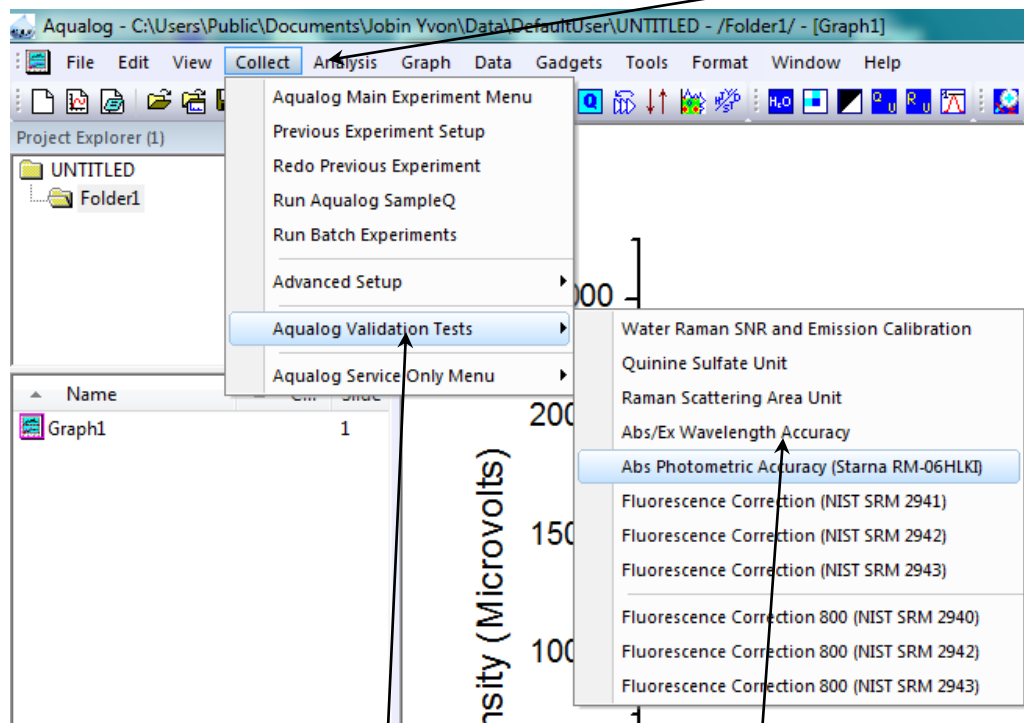 Aqualog - C:\Users\Public\Documents\Jobin Yvon\Data\DefaultUser\UNTITLED - /Folder1/ - [Graph1]
File Edit View Collect Analysis Graph Data Gadgets Tools Format Window Help
Project Explorer (1)
UNTITLED
Folder1
Aqualog Main Experiment Menu
Previous Experiment Setup
Redo Previous Experiment
Run Aqualog SampleQ
Run Batch Experiments
Advanced Setup
Aqualog Validation Tests
Aqualog Service Only Menu
Water Raman SNR and Emission Calibration
Quinine Sulfate Unit
Raman Scattering Area Unit
Abs/Ex Wavelength Accuracy
Abs Photometric Accuracy (Starna RM-06HLKI)
Fluorescence Correction (NIST SRM 2941)
Fluorescence Correction (NIST SRM 2942)
Fluorescence Correction (NIST SRM 2943)
Fluorescence Correction 800 (NIST SRM 2940)
Fluorescence Correction 800 (NIST SRM 2942)
Fluorescence Correction 800 (NIST SRM 2943)
Name
Graph1 1
H₂O Q U R U
000
200
150
100
nsity (Microvolts)